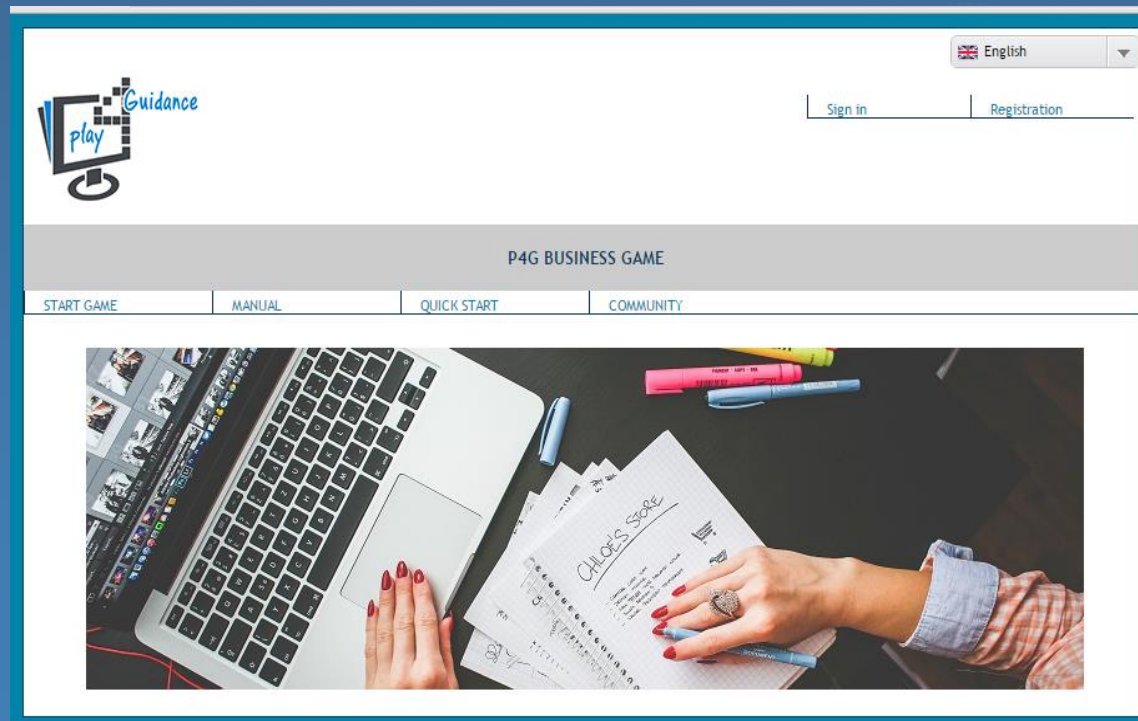 English
play Guidance
Sign in Registration
P4G BUSINESS GAME
START GAME MANUAL QUICK START COMMUNITY
CHLOE'S STORE